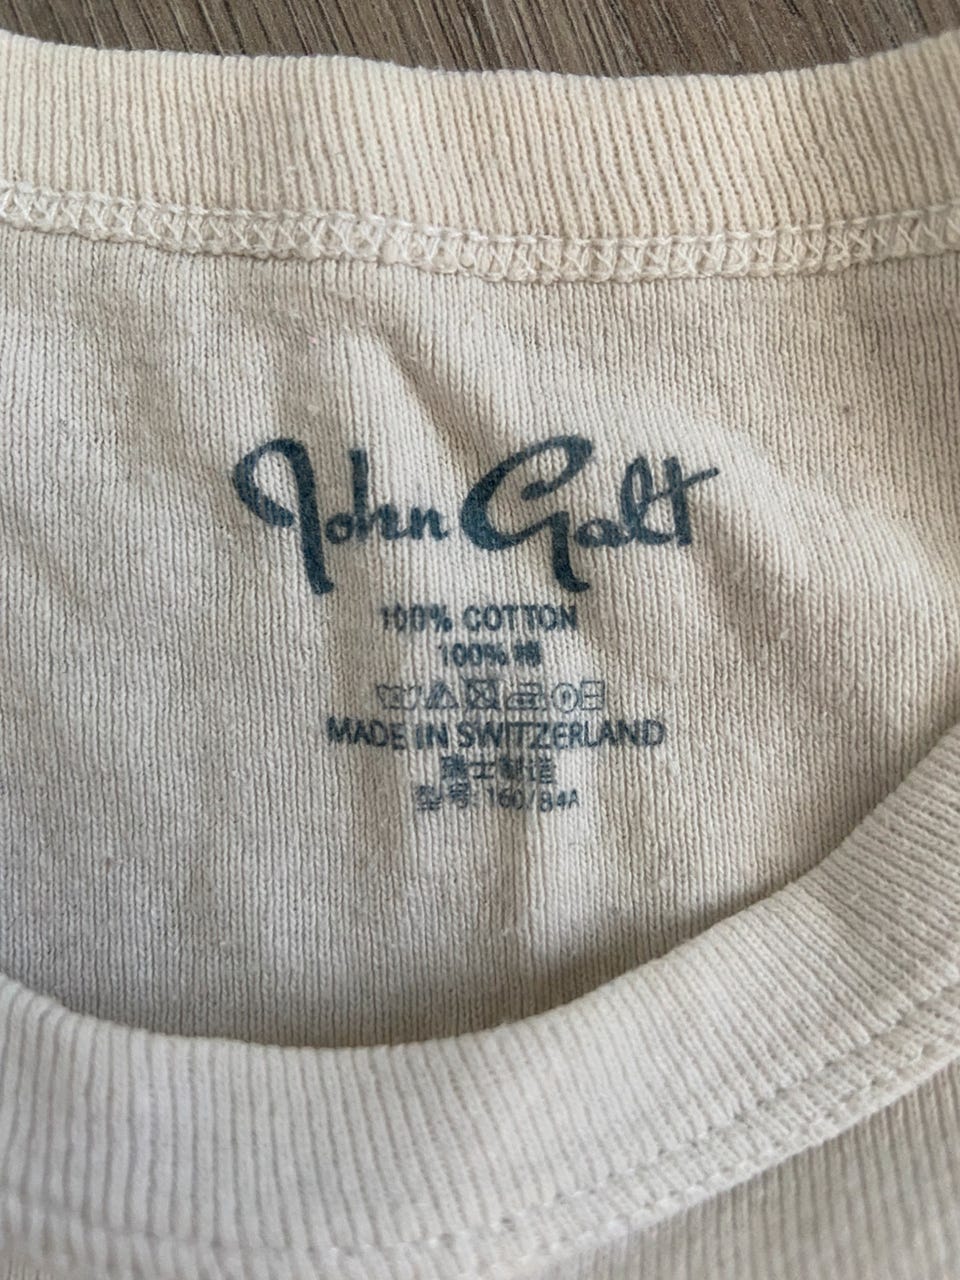 John Galt
100% COTTON
100% 棉
MADE IN SWITZERLAND
瑞士制造
型号: 160/84A